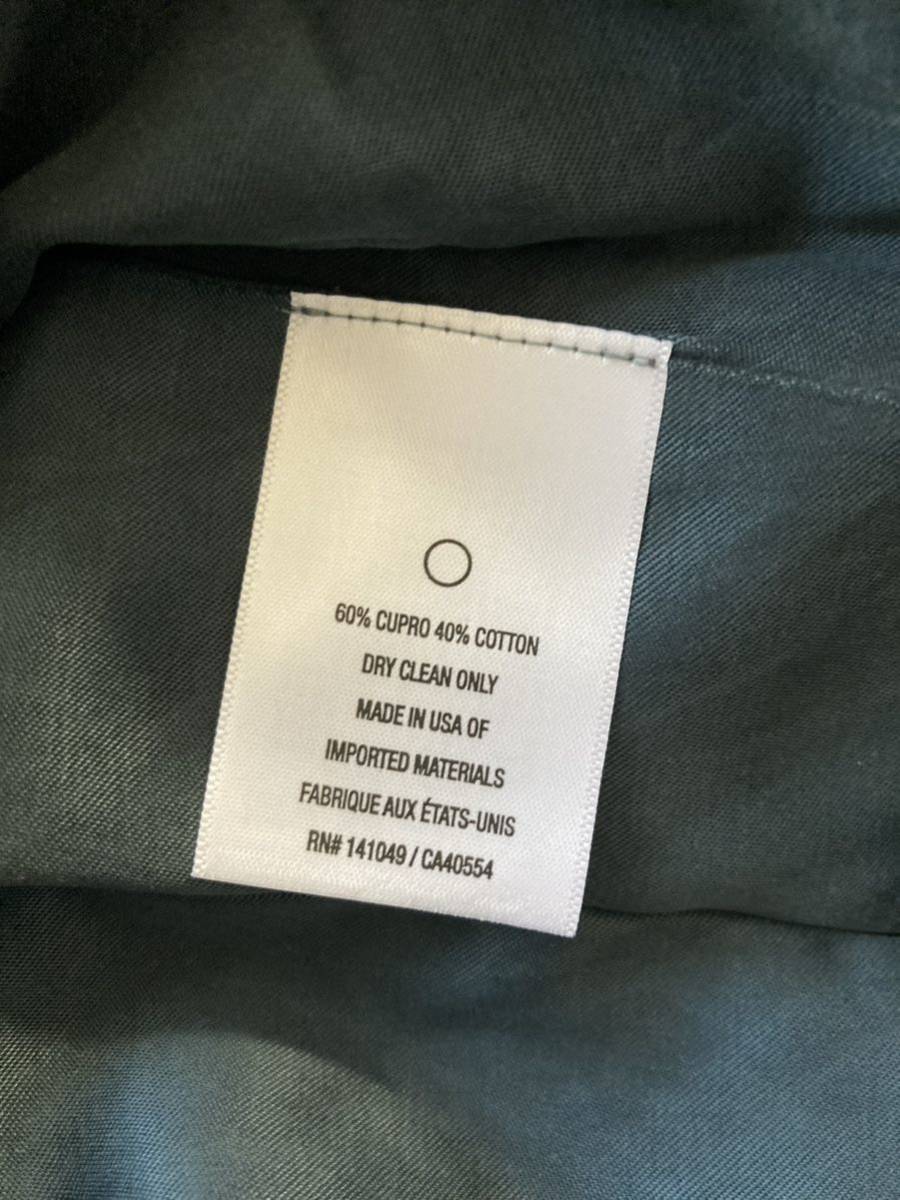 60% CUPRO 40% COTTON
DRY CLEAN ONLY
MADE IN USA OF
IMPORTED MATERIALS
FABRIQUE AUX ÉTATS-UNIS
RN# 141049 / CA40554